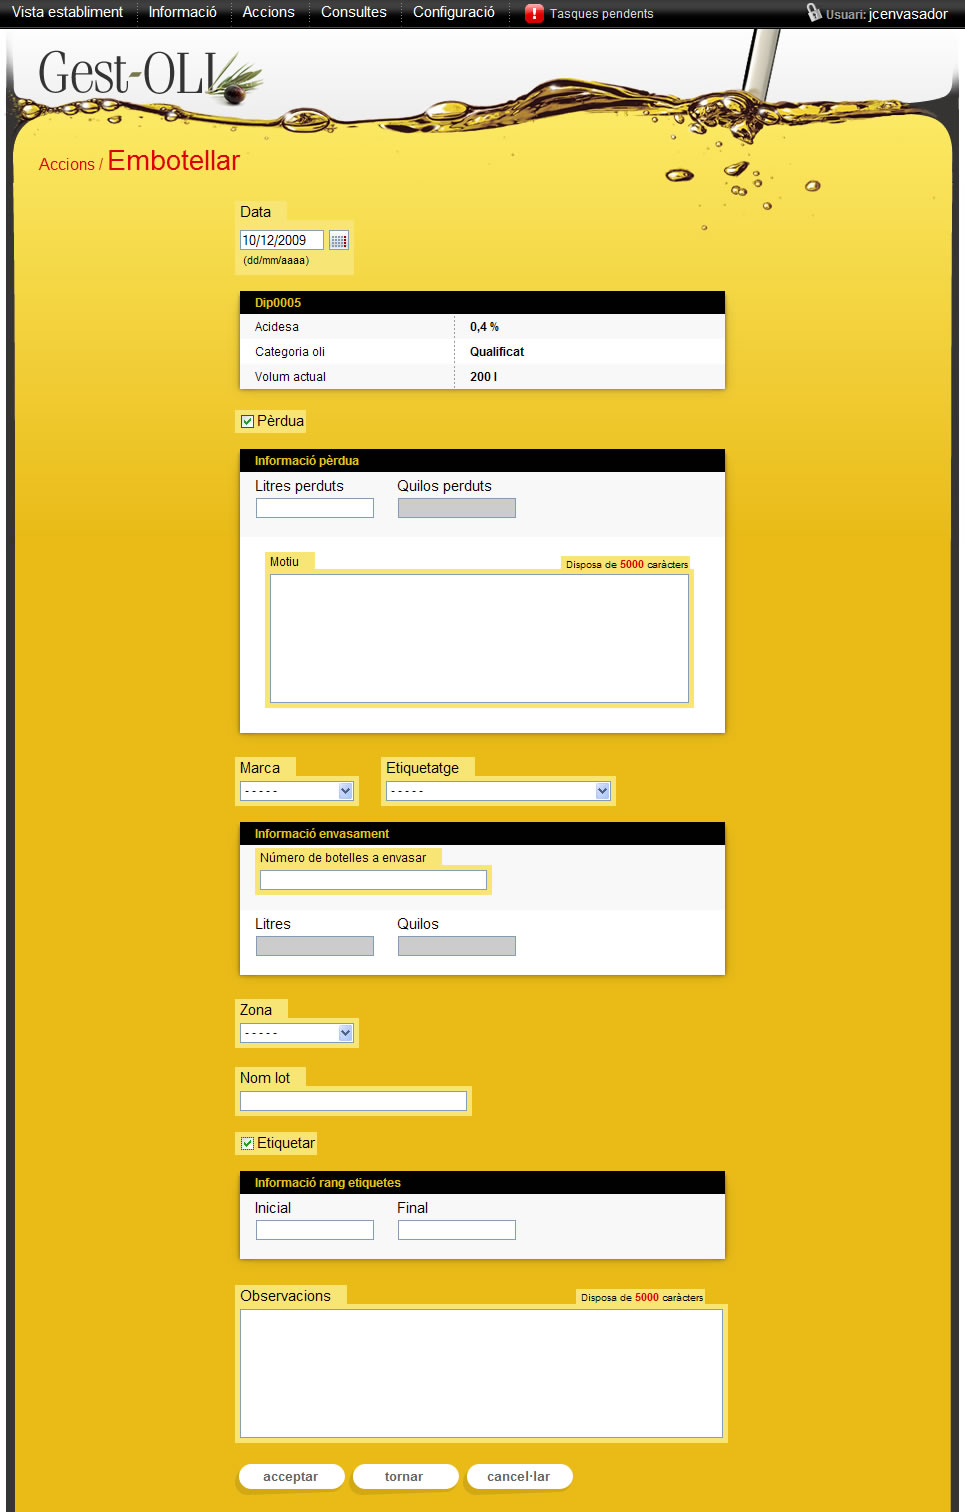 Vista establiment Informació Accions Consultes Configuració ! Tasques pendents Usuari: jcenvasador
Gest-OLI
Accions / Embotellar
Data
10/12/2009
(dd/mm/aaaa)
Dip0005
Acidesa 0,4 %
Categoria oli Qualificat
Volum actual 200 l
Pèrdua
Informació pèrdua
Litres perduts Quilos perduts
Motiu Disposa de 5000 caràcters
Marca Etiquetatge
- - - - - - - - - -
Informació envasament
Número de botelles a envasar
Litres Quilos
Zona
- - - - -
Nom lot
Etiquetar
Informació rang etiquetes
Inicial Final
Observacions Disposa de 5000 caràcters
acceptar tornar cancel·lar